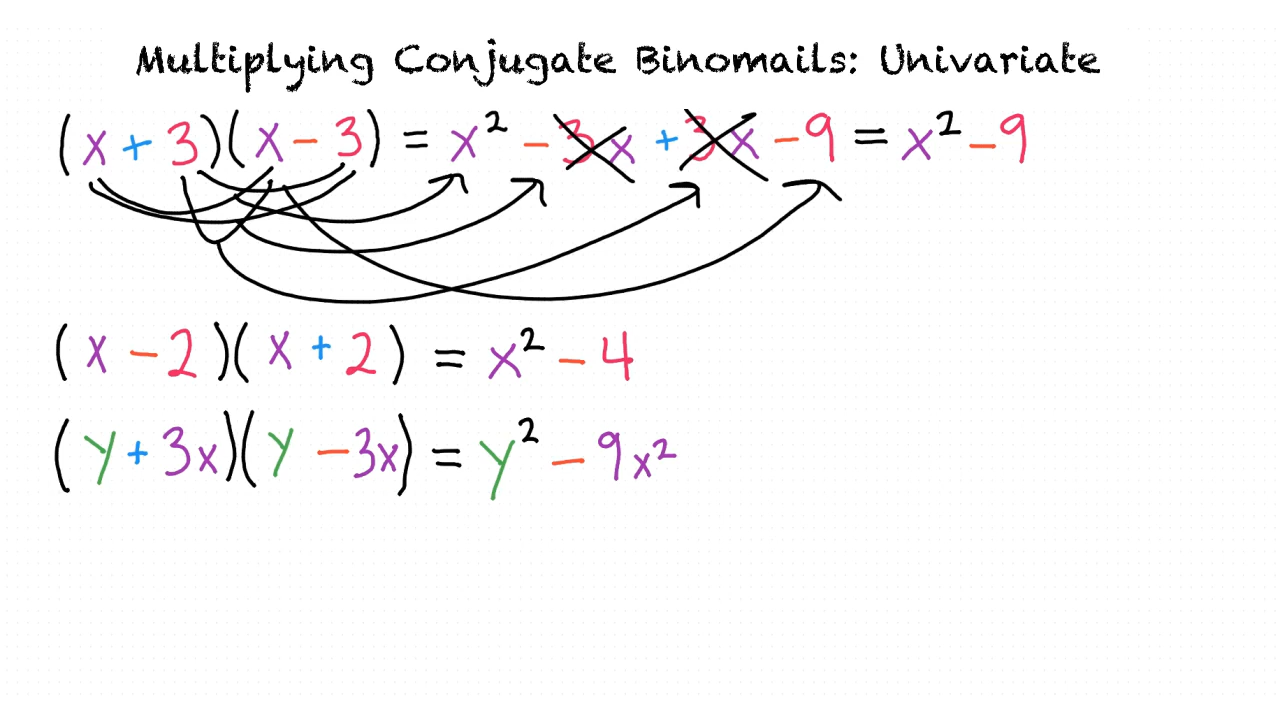 Multiplying Conjugate Binomails: Univariate
(x + 3)(x - 3) = x² - 3x + 3x - 9 = x² - 9
(x - 2)(x + 2) = x² - 4
(y + 3x)(y - 3x) = y² - 9x²